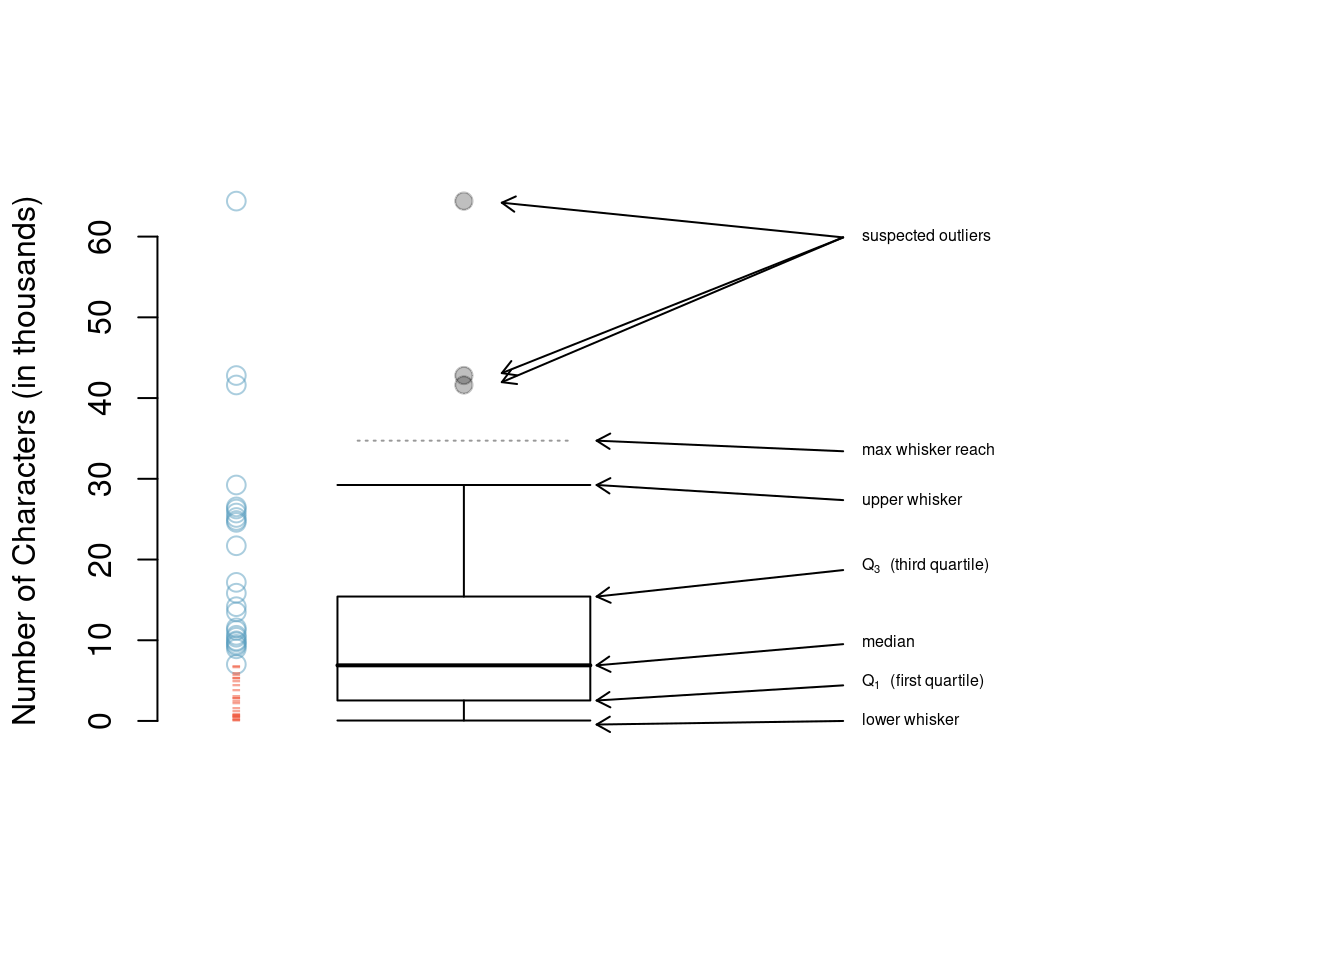 Number of Characters (in thousands)
60
50
40
30
20
10
0
suspected outliers
max whisker reach
upper whisker
Q3 (third quartile)
median
Q1 (first quartile)
lower whisker